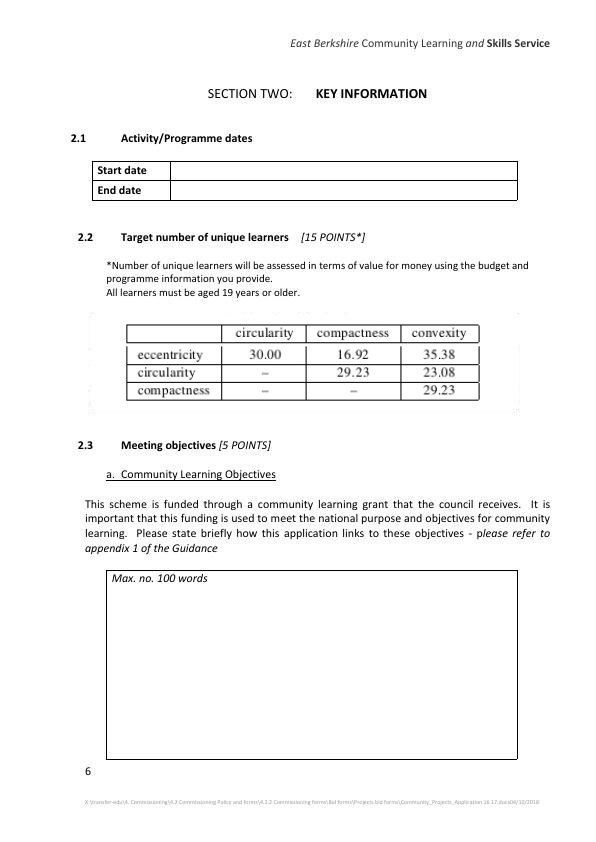 East Berkshire Community Learning and Skills Service
SECTION TWO: KEY INFORMATION
2.1 Activity/Programme dates
Start date
End date
2.2 Target number of unique learners [15 POINTS*]
*Number of unique learners will be assessed in terms of value for money using the budget and
programme information you provide.
All learners must be aged 19 years or older.
circularity compactness convexity
eccentricity 30.00 16.92 35.38
circularity – 29.23 23.08
compactness – – 29.23
2.3 Meeting objectives [5 POINTS]
a. Community Learning Objectives
This scheme is funded through a community learning grant that the council receives. It is
important that this funding is used to meet the national purpose and objectives for community
learning. Please state briefly how this application links to these objectives - please refer to
appendix 1 of the Guidance
Max. no. 100 words
6
X:\transfer-edu\4. Commissioning\4.2 Commissioning Policy and forms\4.2.2 Commissioning forms\Bid forms\Projects bid forms\Community_Projects_Application 16 17.docx04/10/2018